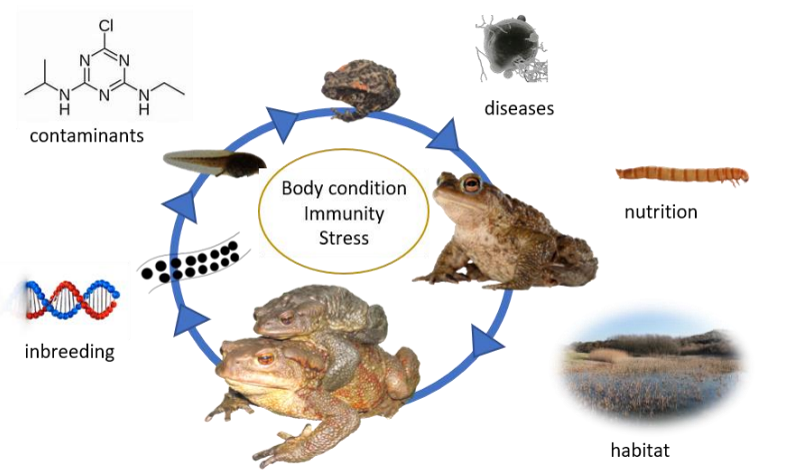 Cl
N
N
N
N
H
N
H
contaminants
diseases
Body condition
Immunity
Stress
nutrition
inbreeding
habitat